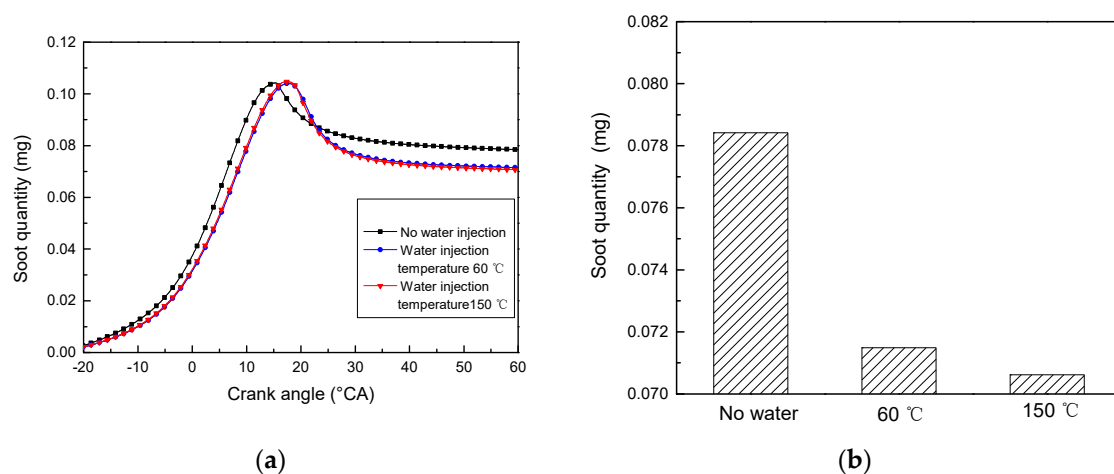 0.12
0.10
0.08
0.06
0.04
0.02
0.00
Soot quantity (mg)
-20 -10 0 10 20 30 40 50 60
Crank angle (°CA)
No water injection
Water injection
temperature 60 ℃
Water injection
temperature150 ℃
(a)
0.082
0.080
0.078
0.076
0.074
0.072
0.070
Soot quantity (mg)
No water 60 ℃ 150 ℃
(b)